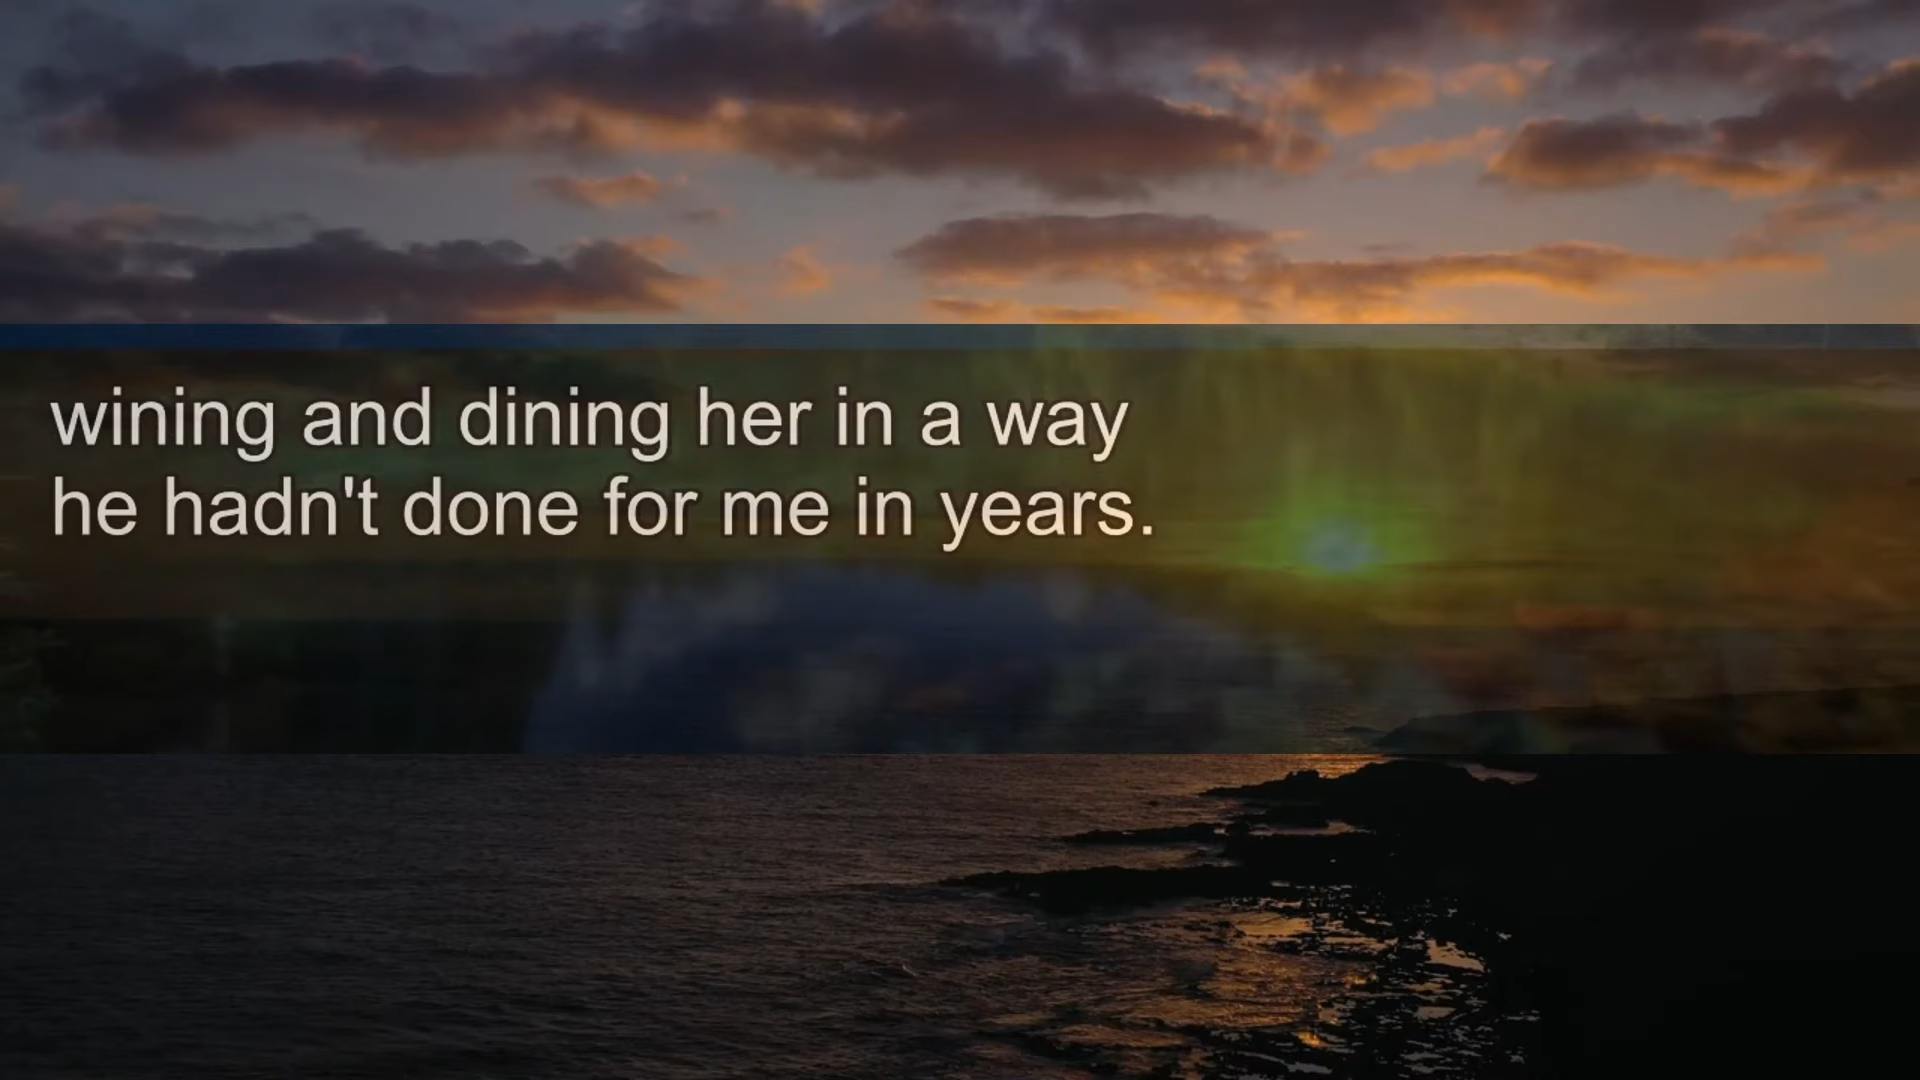 wining and dining her in a way
he hadn't done for me in years.